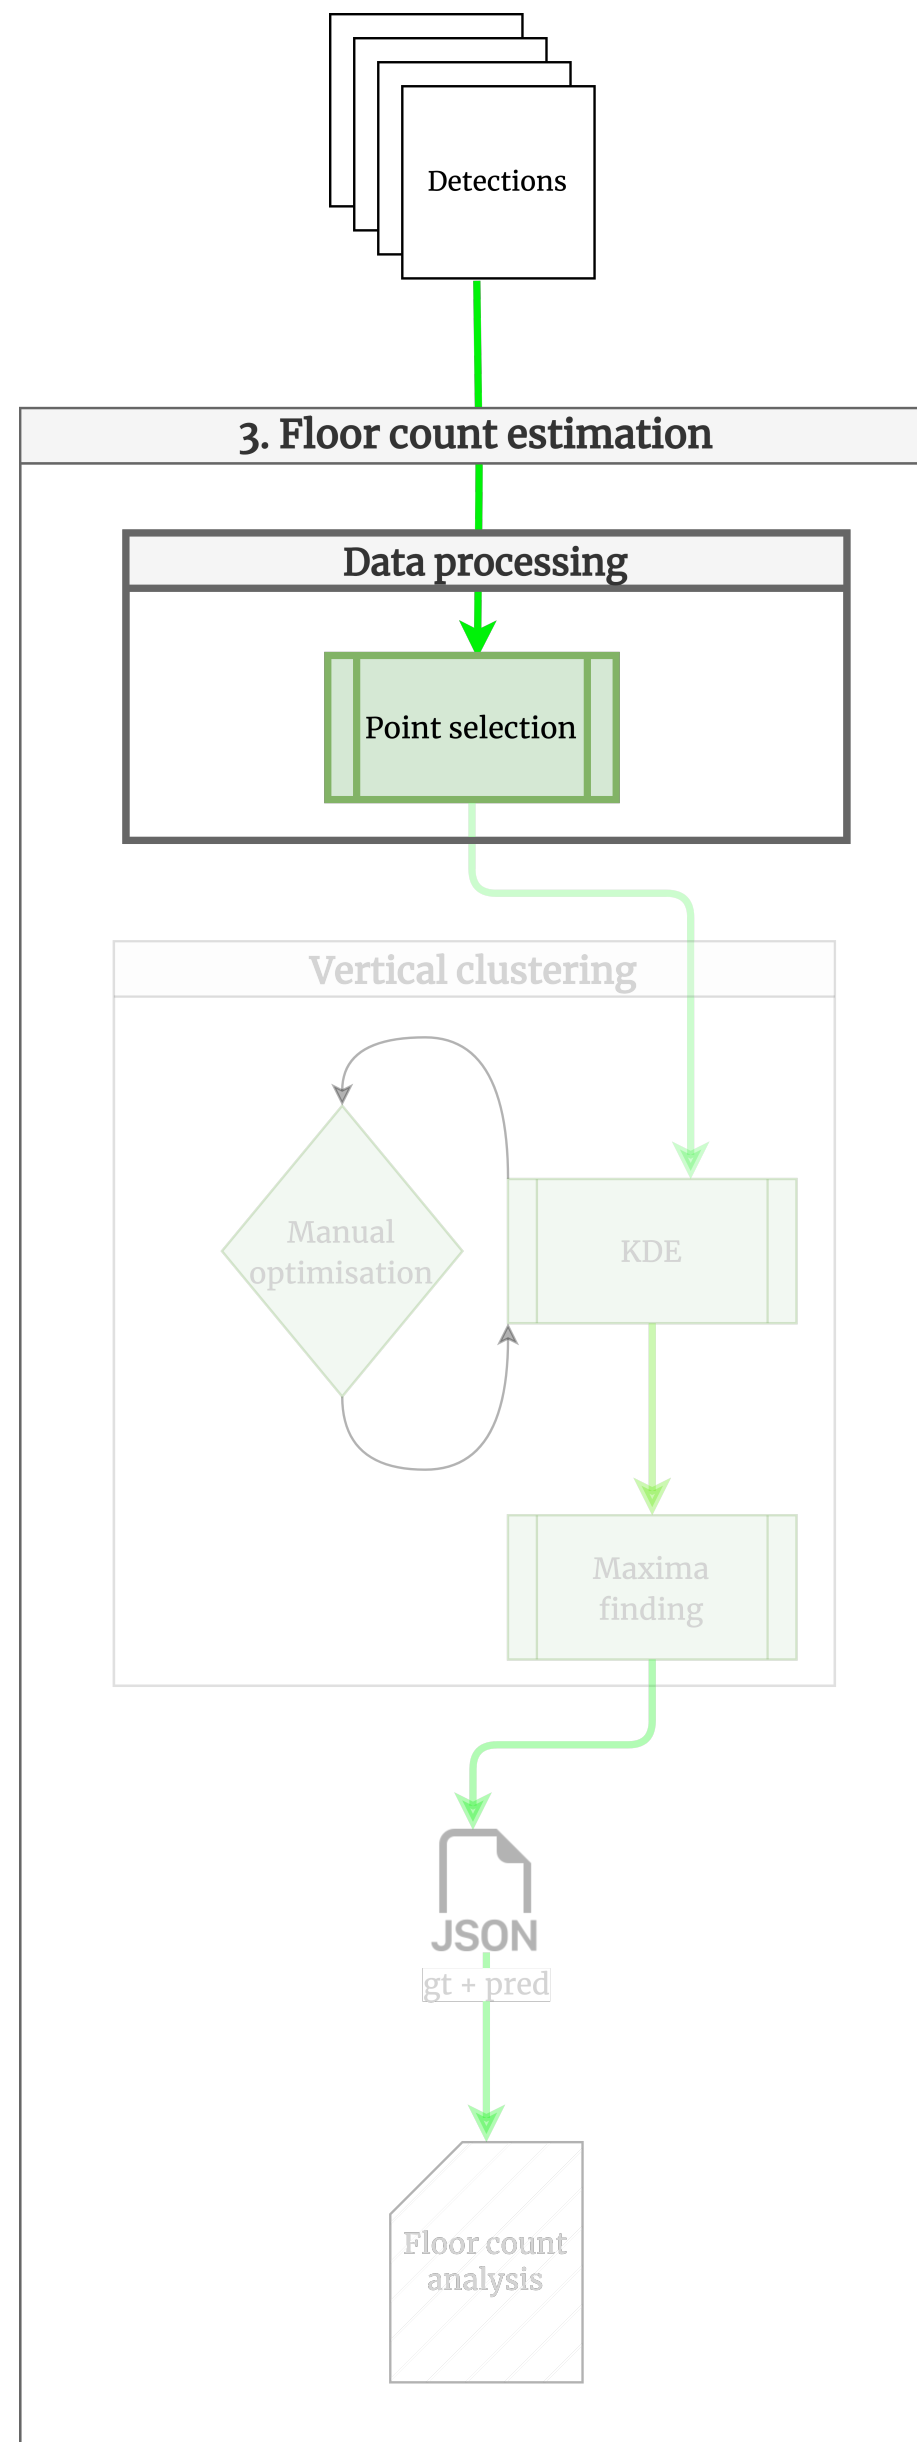 Detections
3. Floor count estimation
Data processing
Point selection
Vertical clustering
Manual
optimisation
KDE
Maxima
finding
JSON
gt + pred
Floor count
analysis